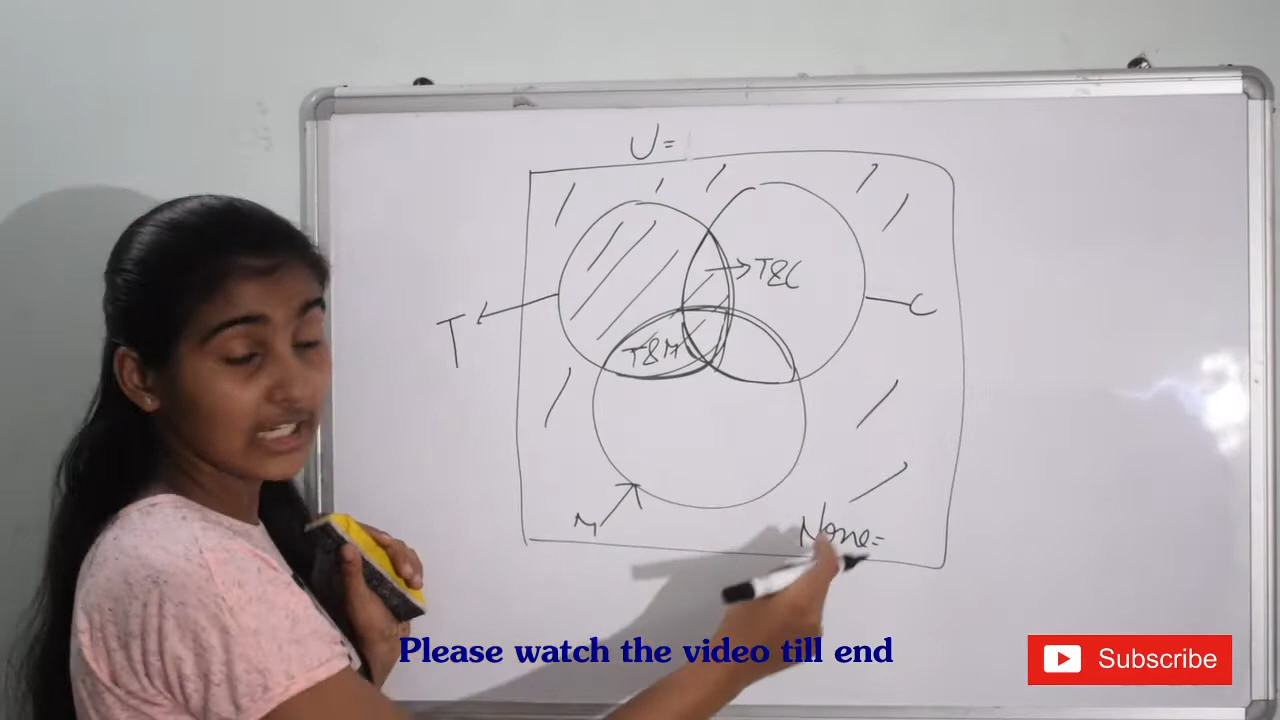 U =
T&C
T
C
T&M
M
None=
Please watch the video till end
Subscribe